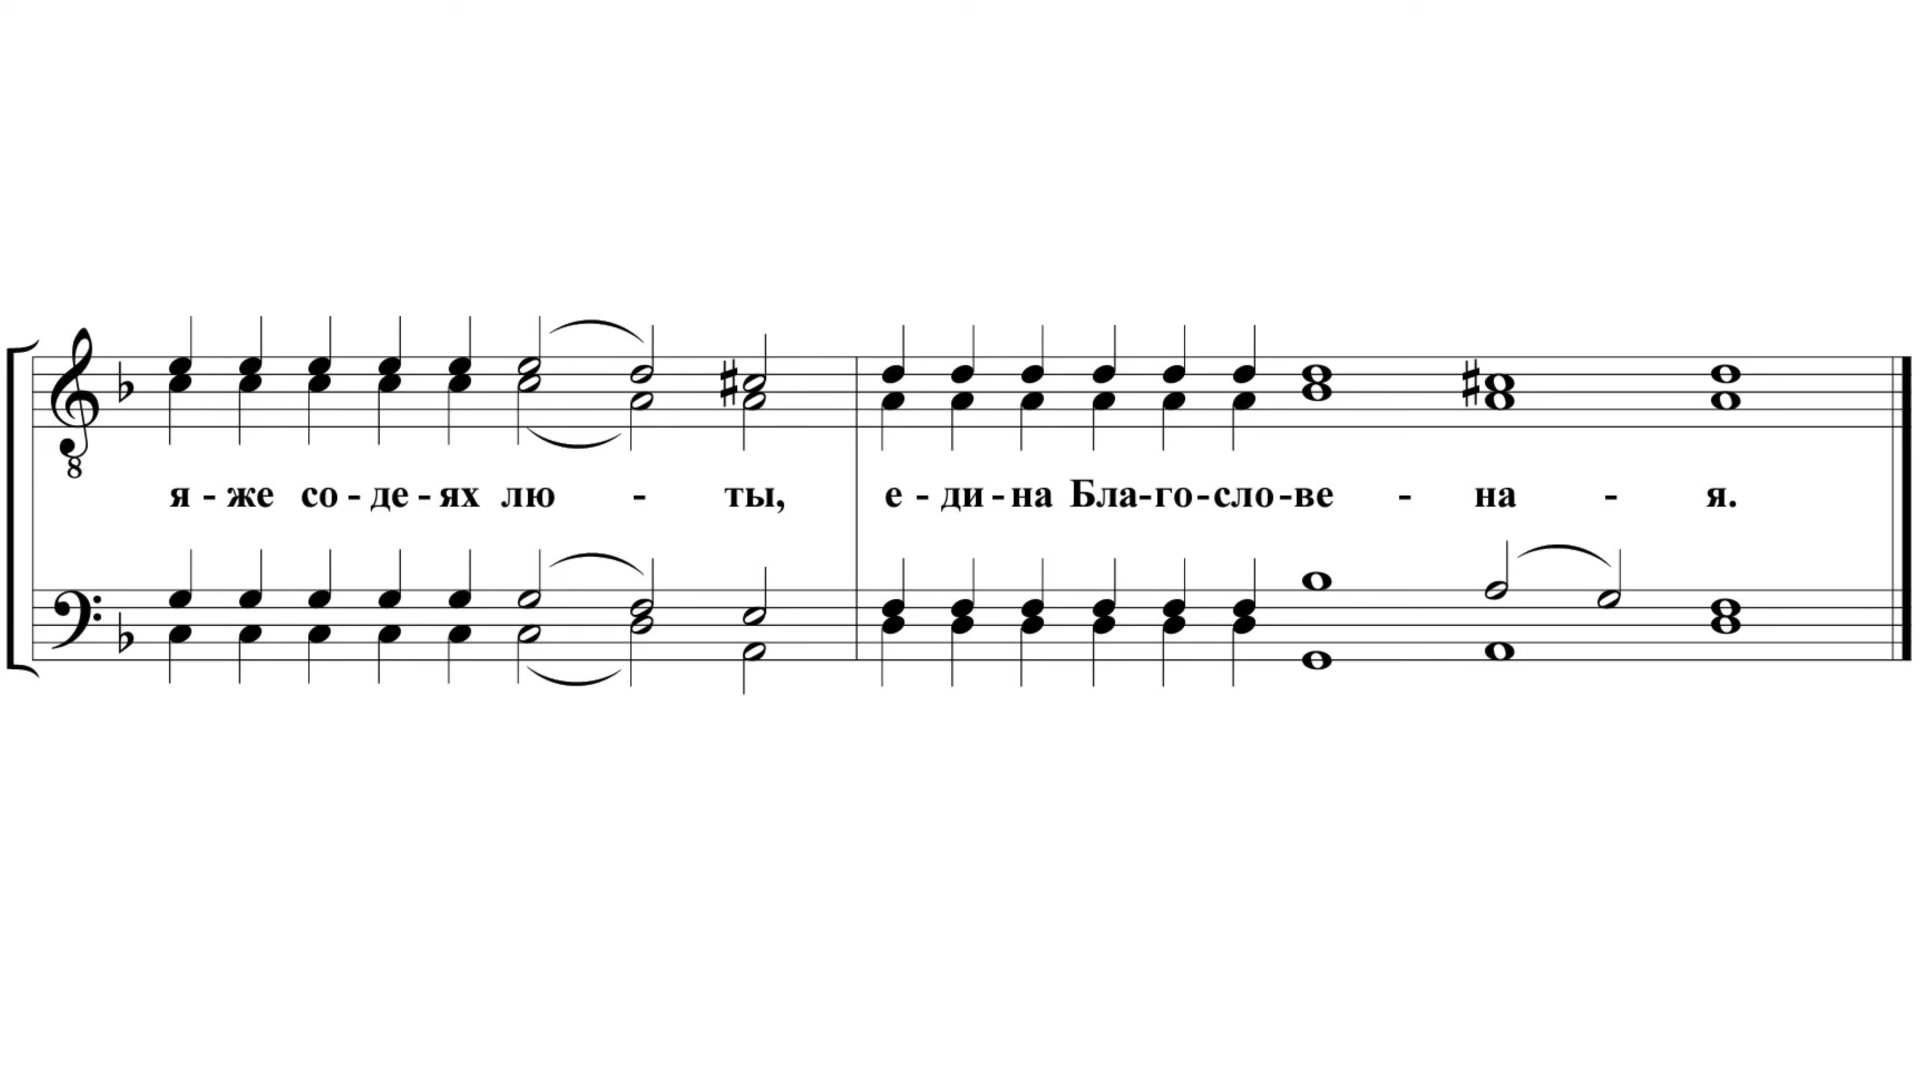 я - же со - де - ях лю - ты, е - ди - на Бла - го - сло - ве - на - я.